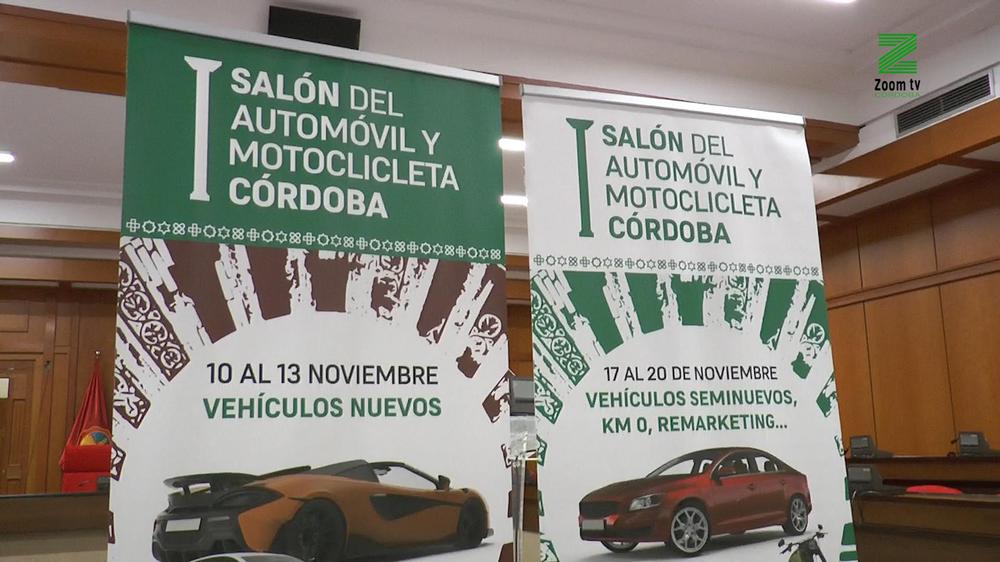 I SALÓN DEL
AUTOMÓVIL Y
MOTOCLICLETA
CÓRDOBA
10 AL 13 NOVIEMBRE
VEHÍCULOS NUEVOS
I SALÓN DEL
AUTOMÓVIL Y
MOTOCLICLETA
CÓRDOBA
17 AL 20 DE NOVIEMBRE
VEHÍCULOS SEMINUEVOS,
KM 0, REMARKETING...
Z
Zoom tv
CÓRDOBA